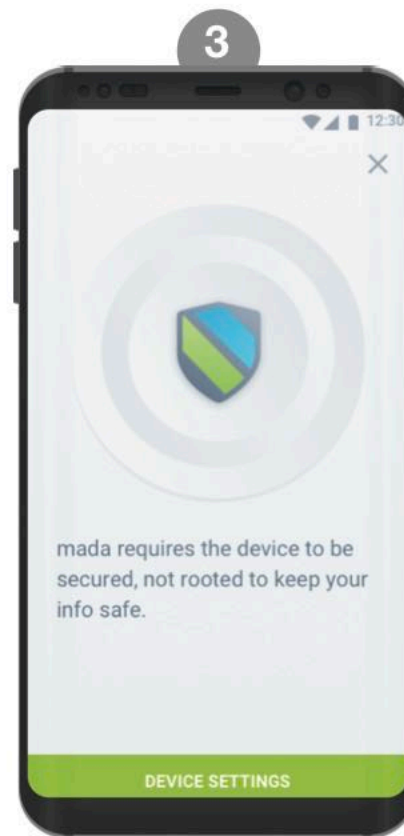 3
12:30
mada requires the device to be
secured, not rooted to keep your
info safe.
DEVICE SETTINGS